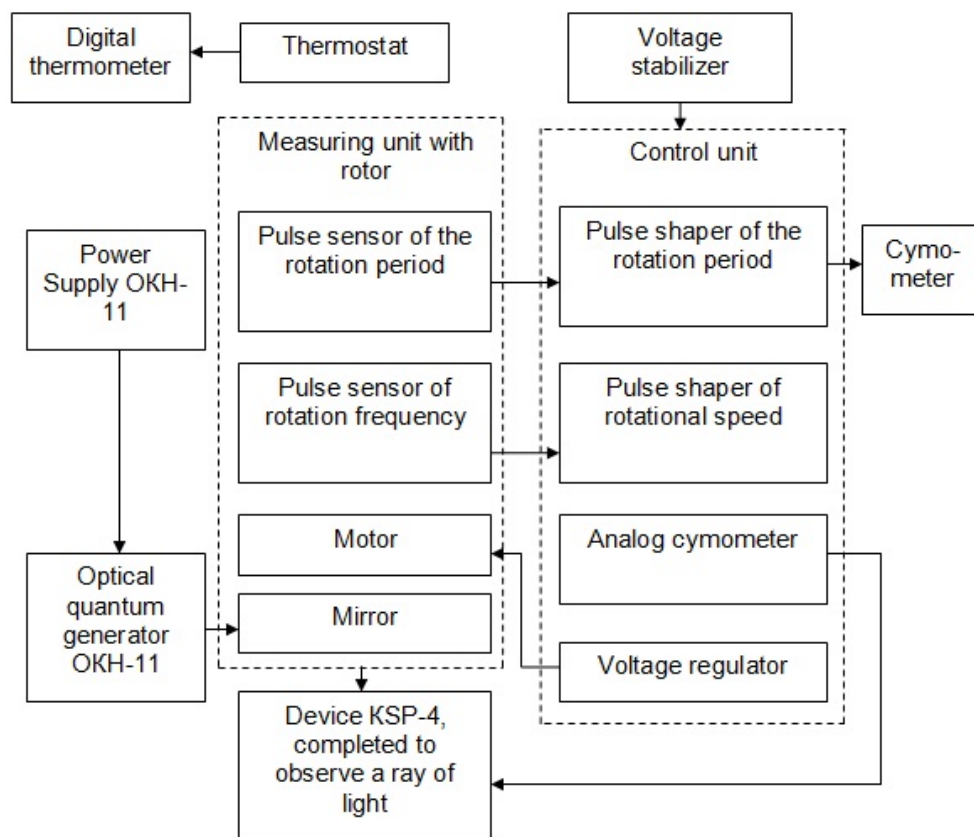 Digital
thermometer
Thermostat
Voltage
stabilizer
Measuring unit with
rotor
Control unit
Pulse sensor of the
rotation period
Pulse shaper of the
rotation period
Cymo-
meter
Power
Supply OKH-
11
Pulse sensor of
rotation frequency
Pulse shaper of
rotational speed
Motor
Analog cymometer
Optical
quantum
generator
OKH-11
Mirror
Voltage regulator
Device KSP-4,
completed to
observe a ray of
light